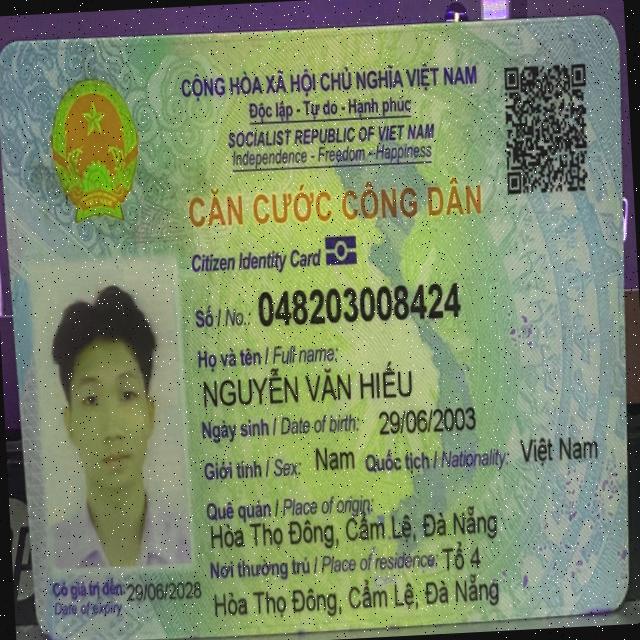 CỘNG HÒA XÃ HỘI CHỦ NGHĨA VIỆT NAM
Độc lập - Tự do - Hạnh phúc
SOCIALIST REPUBLIC OF VIET NAM
Independence - Freedom - Happiness
CĂN CƯỚC CÔNG DÂN
Citizen Identity Card
Số / No.: 048203008424
Họ và tên / Full name:
NGUYỄN VĂN HIẾU
Ngày sinh / Date of birth: 29/06/2003
Giới tính / Sex: Nam Quốc tịch / Nationality: Việt Nam
Quê quán / Place of origin:
Hòa Thọ Đông, Cẩm Lệ, Đà Nẵng
Nơi thường trú / Place of residence: Tổ 4
Hòa Thọ Đông, Cẩm Lệ, Đà Nẵng
Có giá trị đến: 29/06/2028
Date of expiry